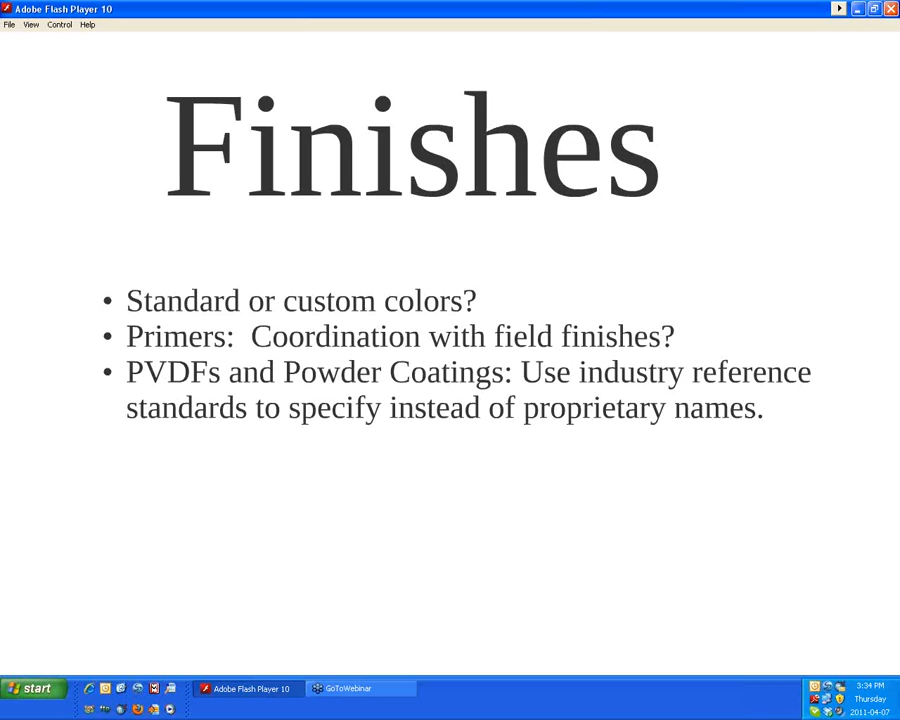 Adobe Flash Player 10
File View Control Help
Finishes
• Standard or custom colors?
• Primers:  Coordination with field finishes?
• PVDFs and Powder Coatings: Use industry reference
standards to specify instead of proprietary names.
start
Adobe Flash Player 10
GoToWebinar
3:34 PM
Thursday
2011-04-07